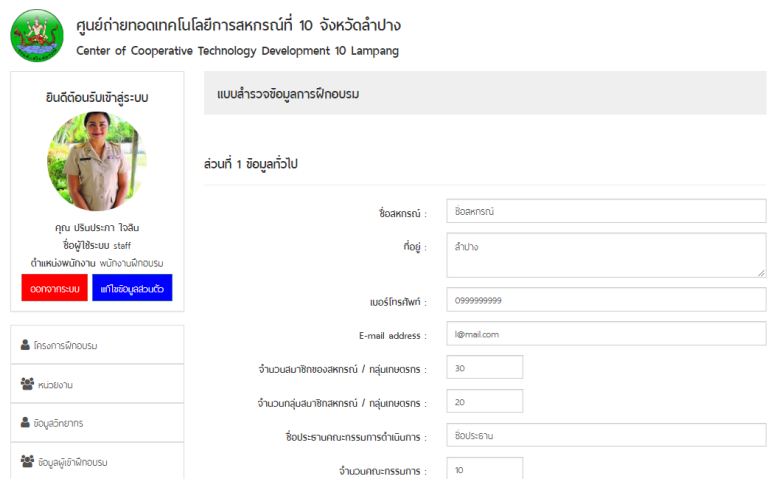 ศูนย์ถ่ายทอดเทคโนโลยีการสหกรณ์ที่ 10 จังหวัดลำปาง
Center of Cooperative Technology Development 10 Lampang
ยินดีต้อนรับเข้าสู่ระบบ
คุณ ปรินประภา ใจสิน
ชื่อผู้ใช้ระบบ staff
ตำแหน่งพนักงาน พนักงานฝึกอบรม
ออกจากระบบ
แก้ไขข้อมูลส่วนตัว
โครงการฝึกอบรม
หน่วยงาน
ข้อมูลวิทยากร
ข้อมูลผู้เข้าฝึกอบรม
แบบสำรวจข้อมูลการฝึกอบรม
ส่วนที่ 1 ข้อมูลทั่วไป
ชื่อสหกรณ์ : ชื่อสหกรณ์
ที่อยู่ : ลำปาง
เบอร์โทรศัพท์ : 0999999999
E-mail address : l@mail.com
จำนวนสมาชิกของสหกรณ์ / กลุ่มเกษตรกร : 30
จำนวนกลุ่มสมาชิกสหกรณ์ / กลุ่มเกษตรกร : 20
ชื่อประธานคณะกรรมการดำเนินการ : ชื่อประธาน
จำนวนคณะกรรมการ : 10